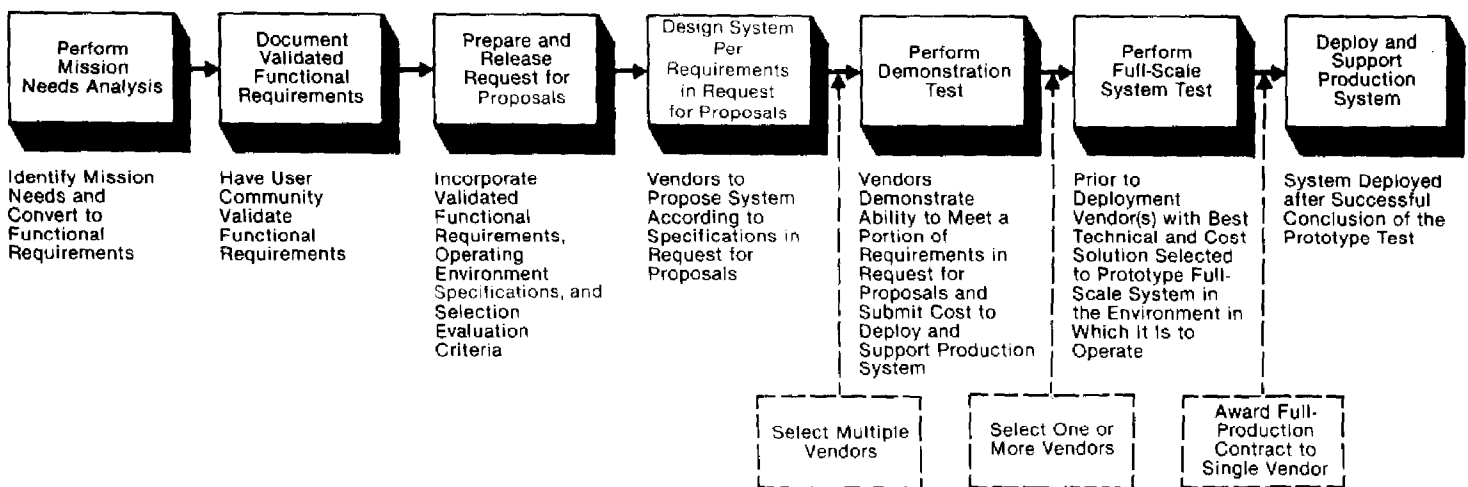 Perform
Mission
Needs Analysis
Document
Validated
Functional
Requirements
Prepare and
Release
Request for
Proposals
Design System
Per
Requirements
in Request
for Proposals
Perform
Demonstration
Test
Perform
Full-Scale
System Test
Deploy and
Support
Production
System
Identify Mission
Needs and
Convert to
Functional
Requirements
Have User
Community
Validate
Functional
Requirements
Incorporate
Validated
Functional
Requirements,
Operating
Environment
Specifications, and
Selection
Evaluation
Criteria
Vendors to
Propose System
According to
Specifications in
Request for
Proposals
Vendors
Demonstrate
Ability to Meet a
Portion of
Requirements in
Request for
Proposals and
Submit Cost to
Deploy and
Support Production
System
Prior to
Deployment
Vendor(s) with Best
Technical and Cost
Solution Selected
to Prototype Full-
Scale System in
the Environment in
Which It Is to
Operate
System Deployed
after Successful
Conclusion of the
Prototype Test
Select Multiple
Vendors
Select One or
More Vendors
Award Full-
Production
Contract to
Single Vendor